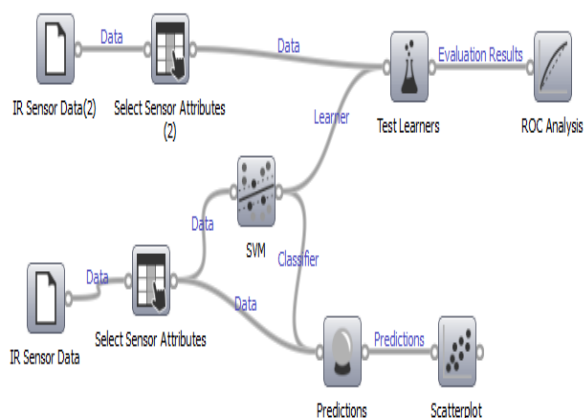 Data
Data
IR Sensor Data(2)
Select Sensor Attributes
(2)
Evaluation Results
Test Learners
ROC Analysis
Learner
Data
SVM
Classifier
Data
IR Sensor Data
Select Sensor Attributes
Data
Predictions
Predictions
Scatterplot